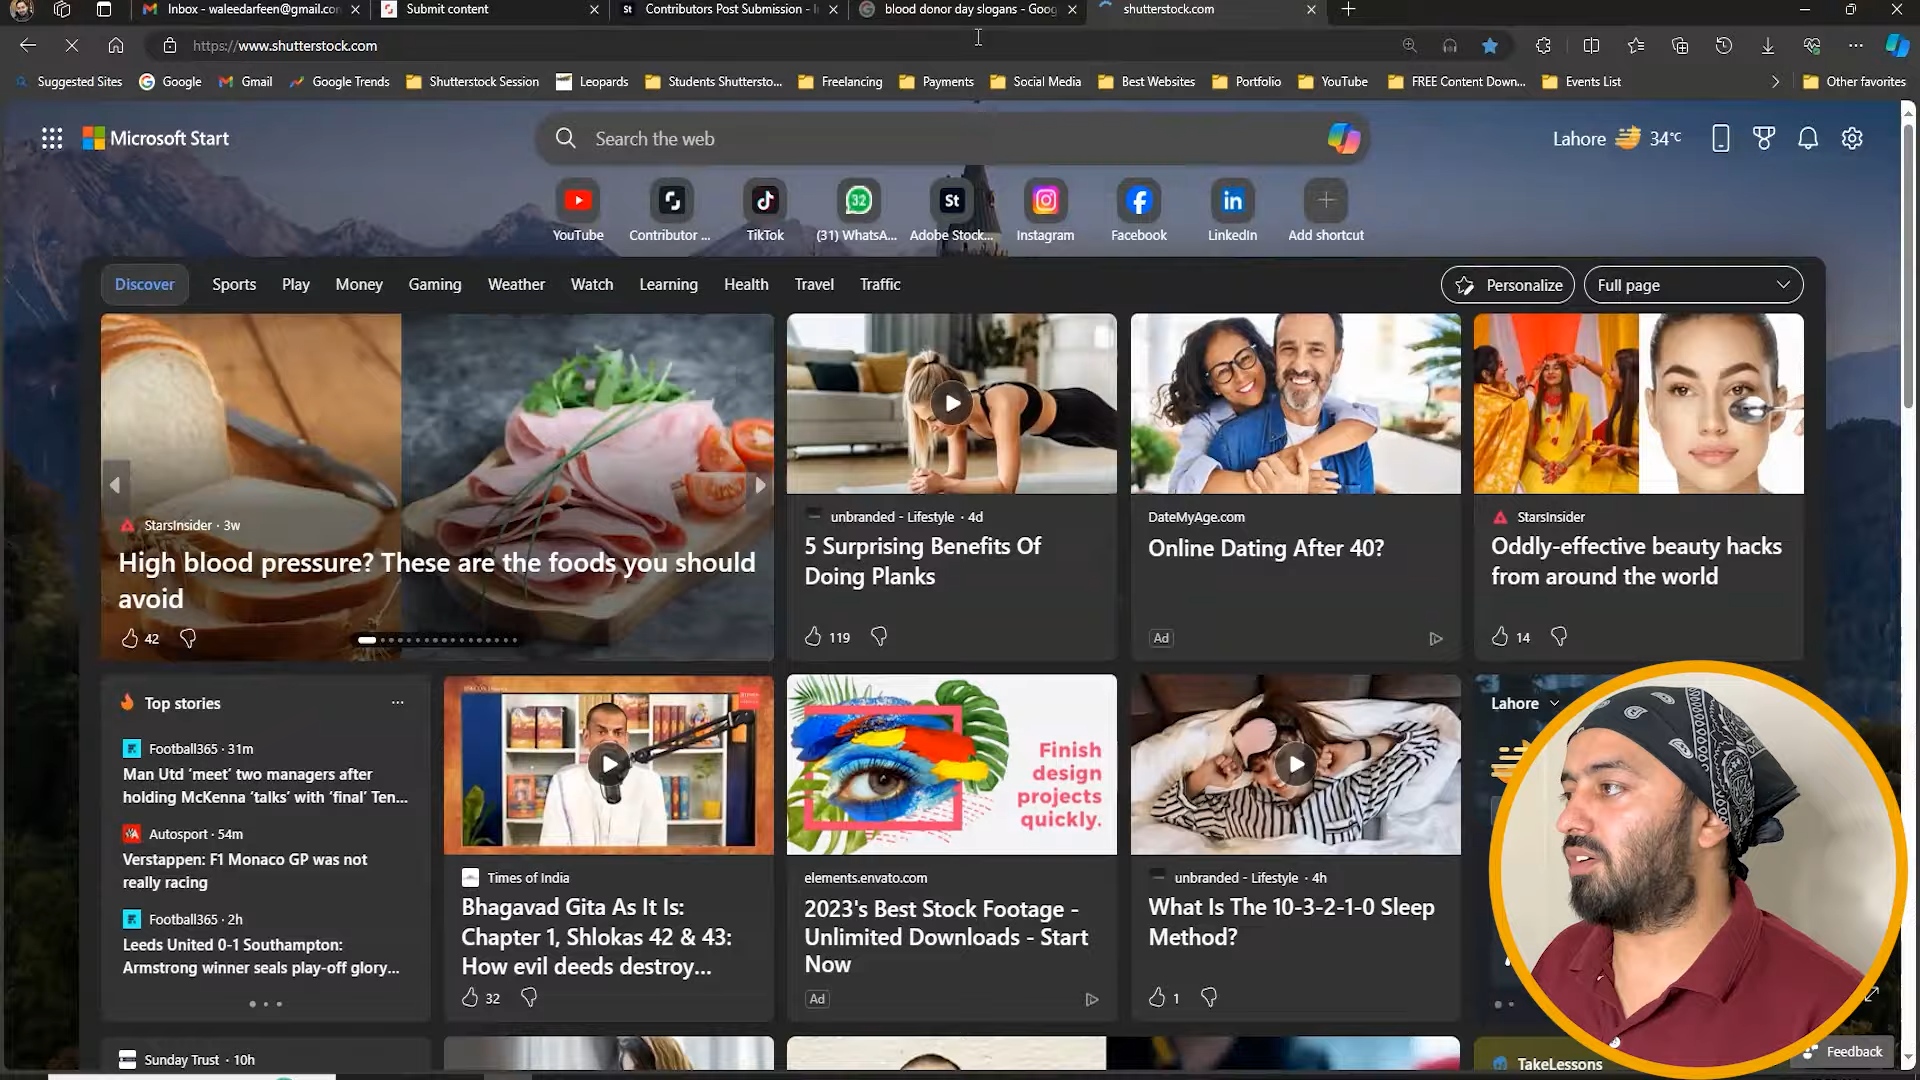 Inbox - waleedarfeen@gmail.con
Submit content
St Contributors Post Submission - I
blood donor day slogans - Goog
shutterstock.com
https://www.shutterstock.com
Suggested Sites
Google
Gmail
Google Trends
Shutterstock Session
Leopards
Students Shuttersto...
Freelancing
Payments
Social Media
Best Websites
Portfolio
YouTube
FREE Content Down...
Events List
Other favorites
Microsoft Start
Search the web
Lahore
34°C
32
St
in
YouTube
Contributor ...
TikTok
(31) WhatsA...
Adobe Stock...
Instagram
Facebook
LinkedIn
Add shortcut
Discover
Sports
Play
Money
Gaming
Weather
Watch
Learning
Health
Travel
Traffic
Personalize
Full page
StarsInsider · 3w
High blood pressure? These are the foods you should
avoid
42
unbranded - Lifestyle · 4d
5 Surprising Benefits Of
Doing Planks
119
DateMyAge.com
Online Dating After 40?
Ad
StarsInsider
Oddly-effective beauty hacks
from around the world
14
Top stories
Football365 · 31m
Man Utd ‘meet’ two managers after
holding McKenna ‘talks’ with ‘final’ Ten...
Autosport · 54m
Verstappen: F1 Monaco GP was not
really racing
Football365 · 2h
Leeds United 0-1 Southampton:
Armstrong winner seals play-off glory...
Times of India
Bhagavad Gita As It Is:
Chapter 1, Shlokas 42 & 43:
How evil deeds destroy...
32
Finish
design
projects
quickly.
elements.envato.com
2023's Best Stock Footage -
Unlimited Downloads - Start
Now
Ad
unbranded - Lifestyle · 4h
What Is The 10-3-2-1-0 Sleep
Method?
1
Lahore
Sunday Trust · 10h
TakeLessons
Feedback